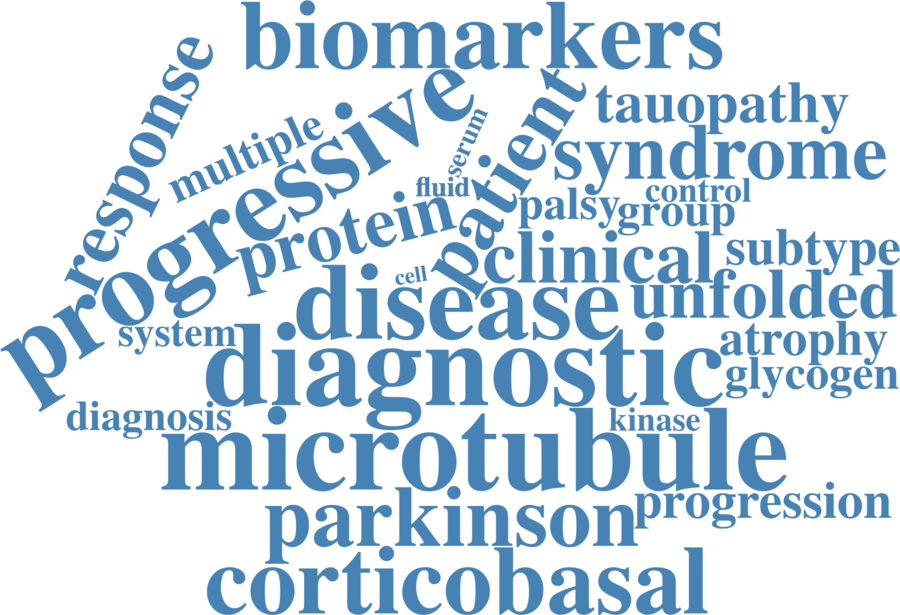 biomarkers
response
progressive
multiple
serum
patient
tauopathy
syndrome
fluid
control
palsy
group
protein
clinical
subtype
cell
disease
unfolded
system
diagnostic
atrophy
glycogen
diagnosis
kinase
microtubule
progression
parkinson
corticobasal